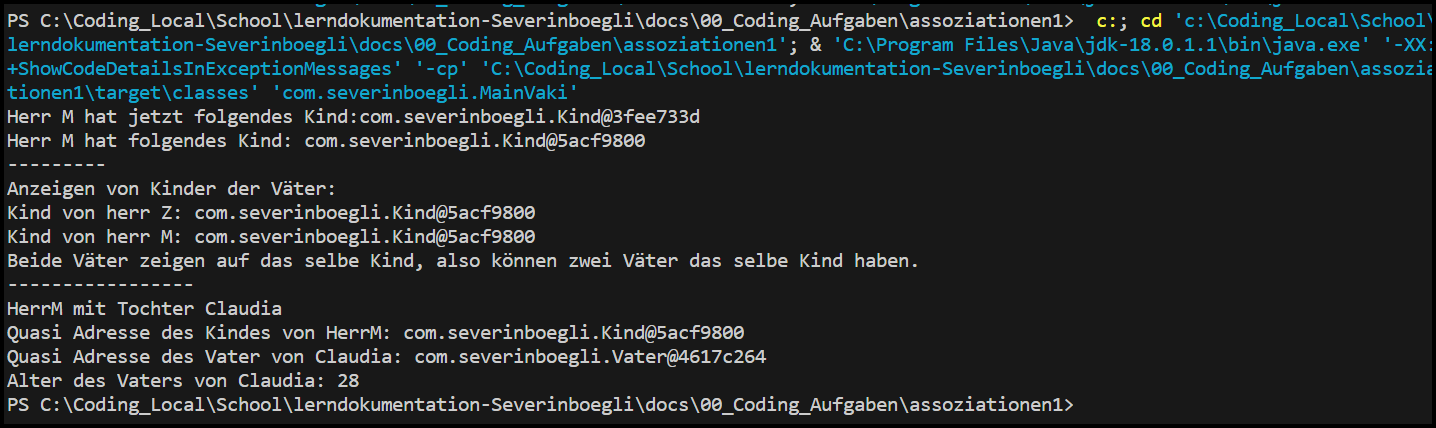 PS C:\Coding_Local\School\lerndokumentation-Severinboegli\docs\00_Coding_Aufgaben\assoziationen1>  c:; cd 'c:\Coding_Local\School\
lerndokumentation-Severinboegli\docs\00_Coding_Aufgaben\assoziationen1'; & 'C:\Program Files\Java\jdk-18.0.1.1\bin\java.exe' '-XX:
+ShowCodeDetailsInExceptionMessages' '-cp' 'C:\Coding_Local\School\lerndokumentation-Severinboegli\docs\00_Coding_Aufgaben\assozia
tionen1\target\classes' 'com.severinboegli.MainVaki'
Herr M hat jetzt folgendes Kind:com.severinboegli.Kind@3fee733d
Herr M hat folgendes Kind: com.severinboegli.Kind@5acf9800
---------
Anzeigen von Kinder der Väter:
Kind von herr Z: com.severinboegli.Kind@5acf9800
Kind von herr M: com.severinboegli.Kind@5acf9800
Beide Väter zeigen auf das selbe Kind, also können zwei Väter das selbe Kind haben.
-----------------
HerrM mit Tochter Claudia
Quasi Adresse des Kindes von HerrM: com.severinboegli.Kind@5acf9800
Quasi Adresse des Vater von Claudia: com.severinboegli.Vater@4617c264
Alter des Vaters von Claudia: 28
PS C:\Coding_Local\School\lerndokumentation-Severinboegli\docs\00_Coding_Aufgaben\assoziationen1>